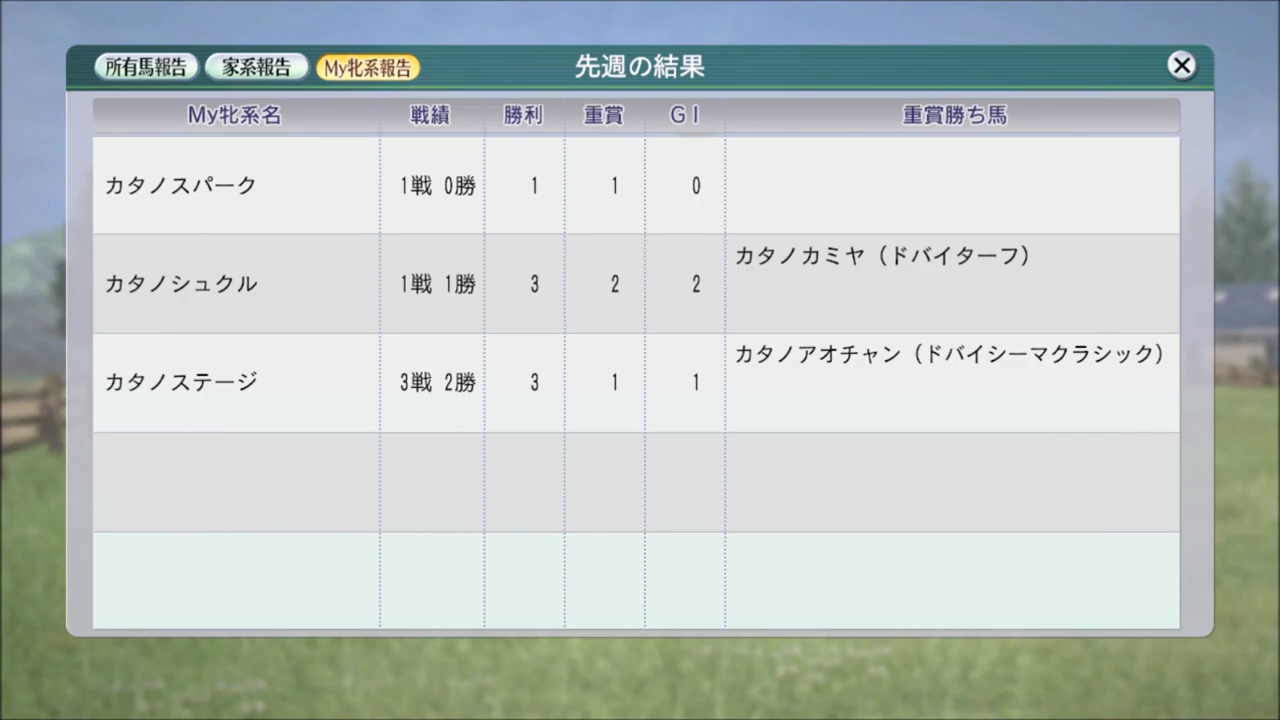 所有馬報告 家系報告 My牝系報告 先週の結果
My牝系名 戦績 勝利 重賞 GⅠ 重賞勝ち馬
カタノスパーク 1戦 0勝 1 1 0
カタノカミヤ（ドバイターフ）
カタノシュクル 1戦 1勝 3 2 2
カタノアオチャン（ドバイシーマクラシック）
カタノステージ 3戦 2勝 3 1 1